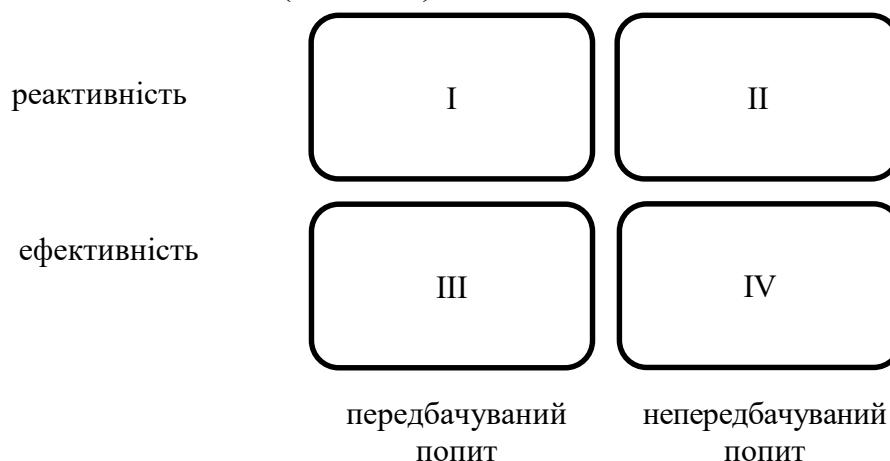 реактивність
I
II
ефективність
III
IV
передбачуваний
попит
непередбачуваний
попит